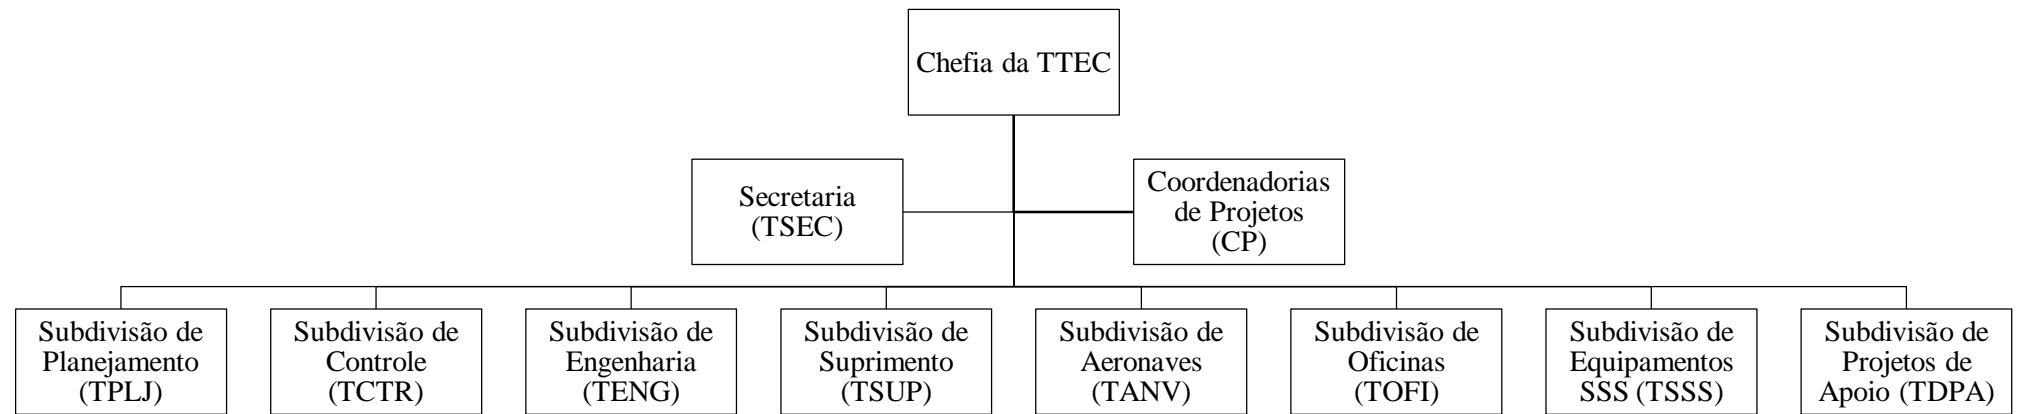 Chefia da TTEC
Secretaria
(TSEC)
Coordenadorias
de Projetos
(CP)
Subdivisão de
Planejamento
(TPLJ)
Subdivisão de
Controle
(TCTR)
Subdivisão de
Engenharia
(TENG)
Subdivisão de
Suprimento
(TSUP)
Subdivisão de
Aeronaves
(TANV)
Subdivisão de
Oficinas
(TOFI)
Subdivisão de
Equipamentos
SSS (TSSS)
Subdivisão de
Projetos de
Apoio (TDPA)